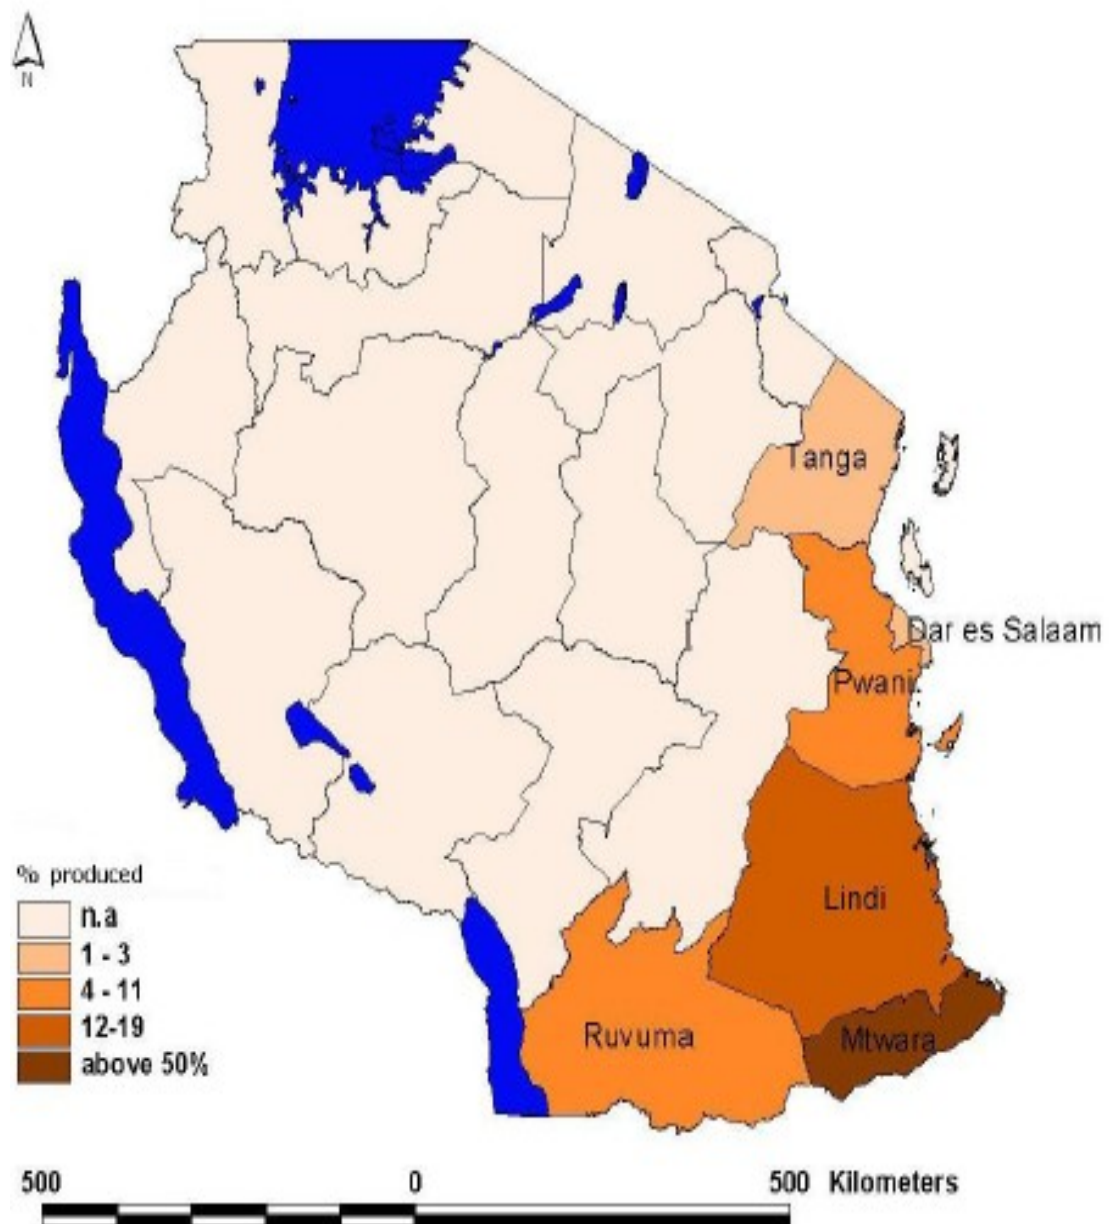 N
Tanga
Dar es Salaam
Pwani
Lindi
Ruvuma
Mtwara
% produced
n.a
1 - 3
4 - 11
12-19
above 50%
500 0 500 Kilometers